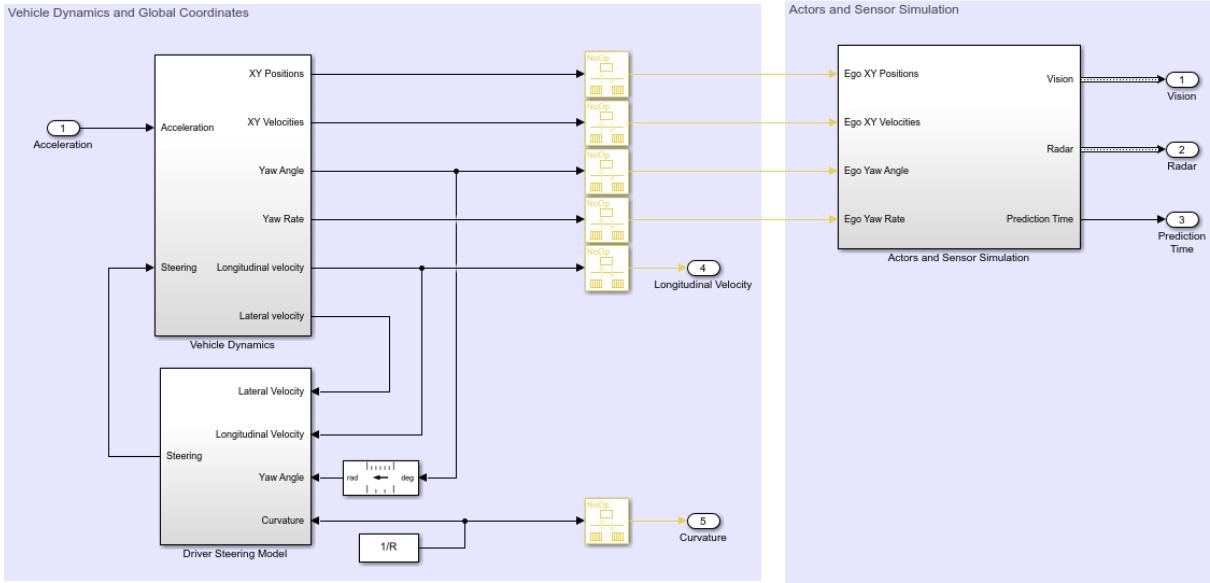 Vehicle Dynamics and Global Coordinates
Actors and Sensor Simulation
1
Acceleration
Acceleration
Steering
XY Positions
XY Velocities
Yaw Angle
Yaw Rate
Longitudinal velocity
Lateral velocity
Vehicle Dynamics
NoOp
NoOp
NoOp
NoOp
NoOp
4
Longitudinal Velocity
Ego XY Positions
Ego XY Velocities
Ego Yaw Angle
Ego Yaw Rate
Vision
Radar
Prediction Time
Actors and Sensor Simulation
1
Vision
2
Radar
3
Prediction
Time
Steering
Lateral Velocity
Longitudinal Velocity
Yaw Angle
Curvature
Driver Steering Model
rad
deg
1/R
NoOp
5
Curvature